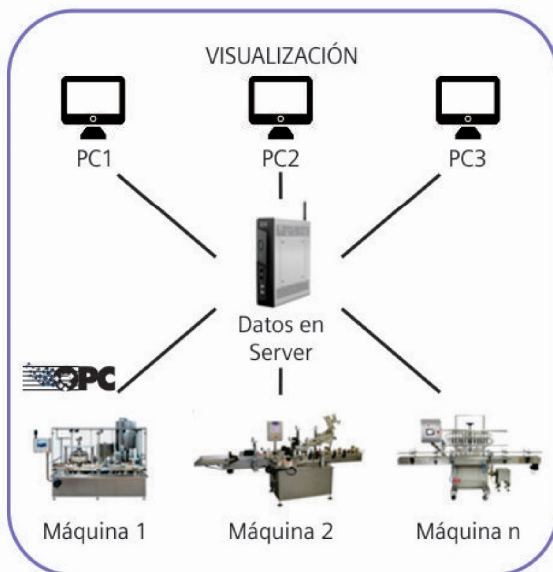 VISUALIZACIÓN
PC1 PC2 PC3
Datos en
Server
OPC
Máquina 1 Máquina 2 Máquina n